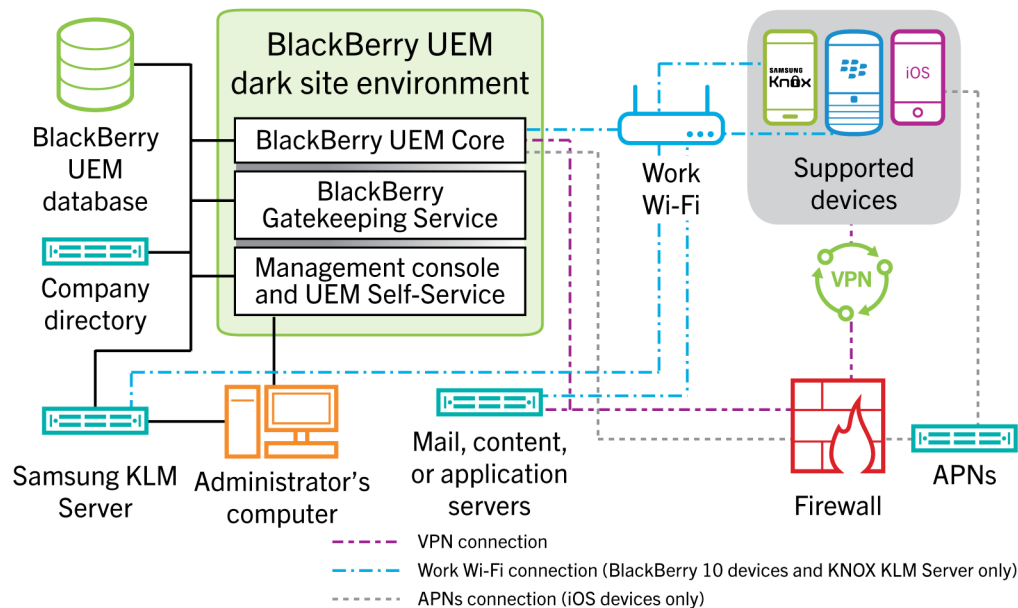 BlackBerry UEM
dark site environment
BlackBerry UEM Core
BlackBerry
Gatekeeping Service
Management console
and UEM Self-Service
BlackBerry
UEM
database
Company
directory
Samsung KLM
Server
Administrator's
computer
Work
Wi-Fi
SAMSUNG
Knox
iOS
Supported
devices
VPN
Mail, content,
or application
servers
Firewall
APNs
VPN connection
Work Wi-Fi connection (BlackBerry 10 devices and KNOX KLM Server only)
APNs connection (iOS devices only)